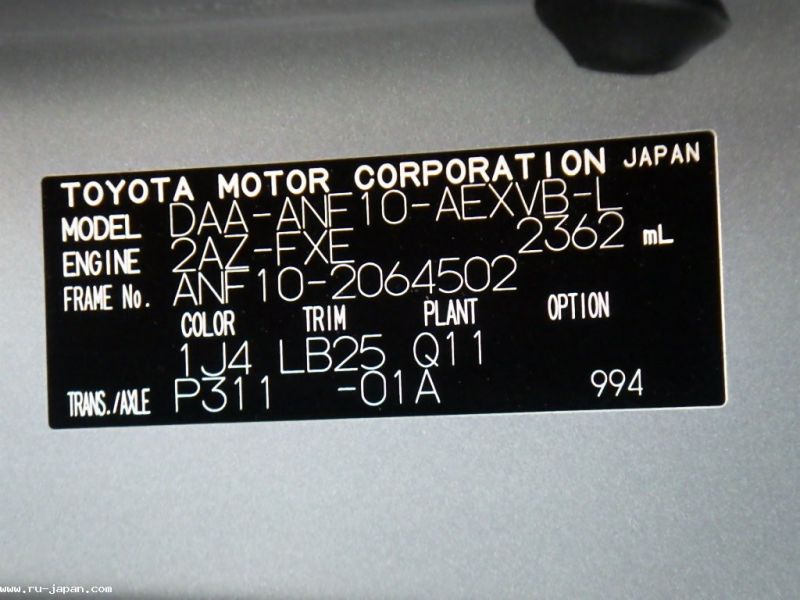 TOYOTA MOTOR CORPORATION JAPAN
MODEL DAA-ANF10-AEXVB-L
ENGINE 2AZ-FXE 2362 mL
FRAME No. ANF10-2064502
COLOR TRIM PLANT OPTION
1J4 LB25 Q11
TRANS./AXLE P311 -01A 994
www.ru-japan.com